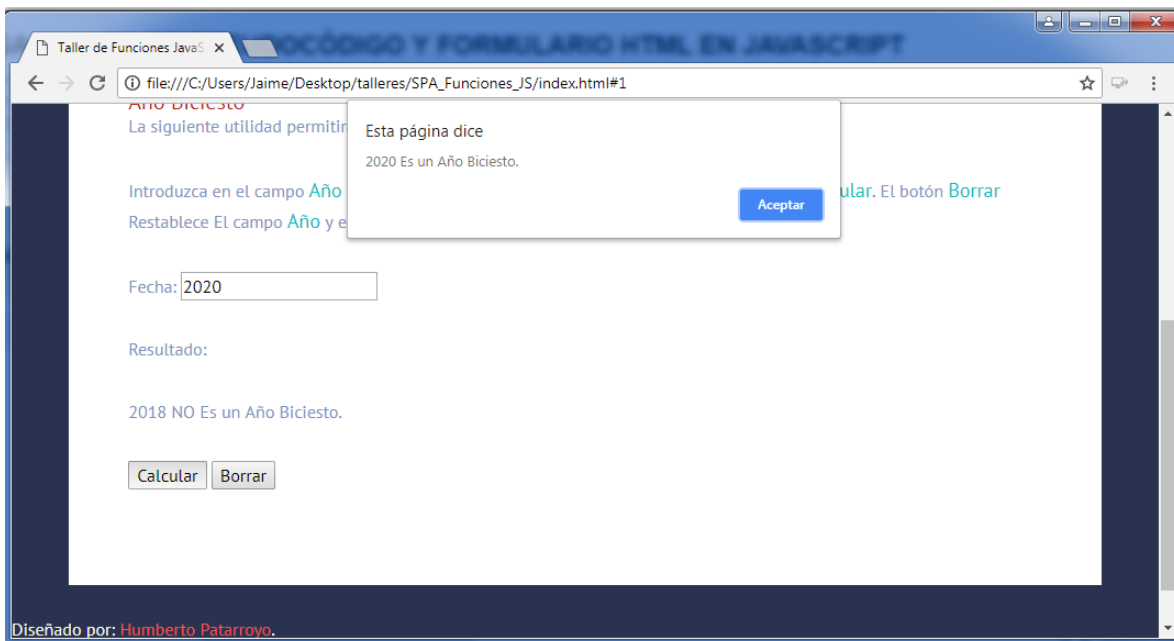 OCÓDIGO Y FORMULARIO HTML EN JAVASCRIPT
Taller de Funciones JavaS
file:///C:/Users/Jaime/Desktop/talleres/SPA_Funciones_JS/index.html#1
Año Biciesto
La siguiente utilidad permitir
Esta página dice
2020 Es un Año Biciesto.
Aceptar
Introduzca en el campo Año
ular. El botón Borrar
Restablece El campo Año y e
Fecha: 2020
Resultado:
2018 NO Es un Año Biciesto.
Calcular Borrar
Diseñado por: Humberto Patarroyo.